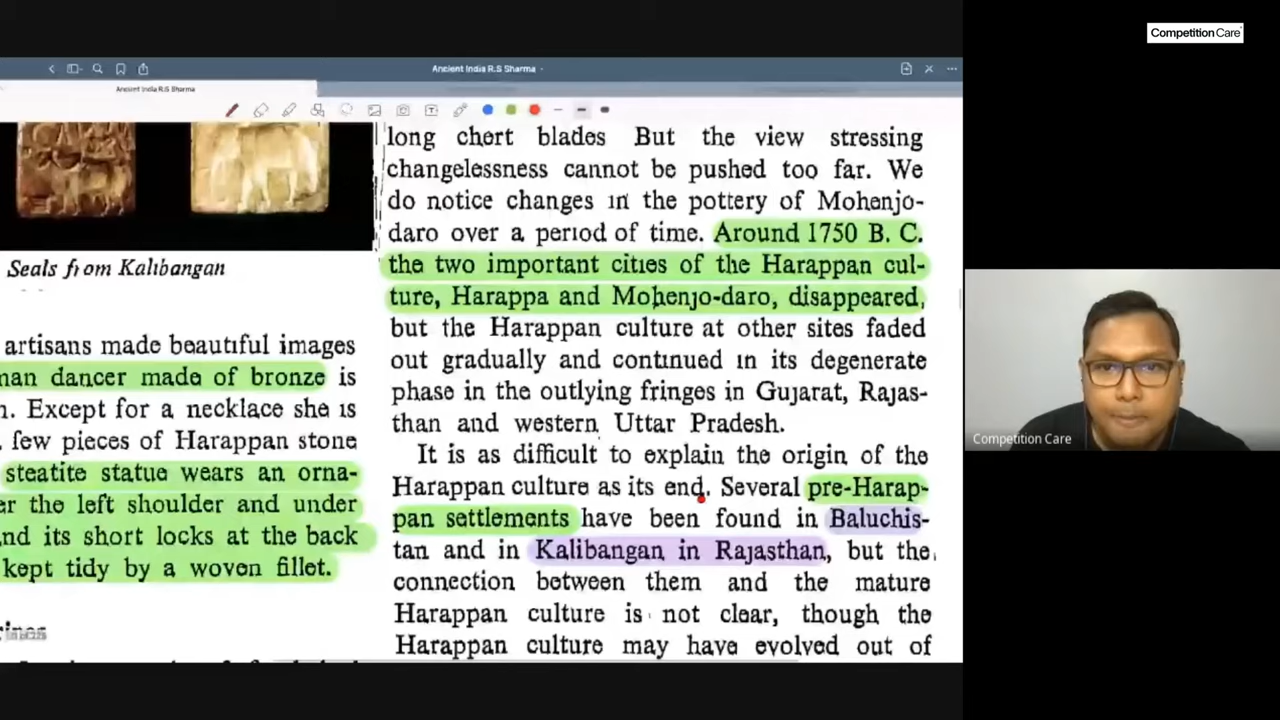 Competition Care
Ancient India R.S Sharma
Ancient India R.S Sharma
Seals from Kalibangan
artisans made beautiful images
man dancer made of bronze is
Except for a necklace she is
few pieces of Harappan stone
steatite statue wears an orna-
the left shoulder and under
and its short locks at the back
kept tidy by a woven fillet.
long chert blades But the view stressing
changelessness cannot be pushed too far. We
do notice changes in the pottery of Mohenjo-
daro over a period of time. Around 1750 B. C.
the two important cities of the Harappan cul-
ture, Harappa and Mohenjo-daro, disappeared,
but the Harappan culture at other sites faded
out gradually and continued in its degenerate
phase in the outlying fringes in Gujarat, Rajas-
than and western Uttar Pradesh.
It is as difficult to explain the origin of the
Harappan culture as its end. Several pre-Harap-
pan settlements have been found in Baluchis-
tan and in Kalibangan in Rajasthan, but the
connection between them and the mature
Harappan culture is not clear, though the
Harappan culture may have evolved out of
Competition Care